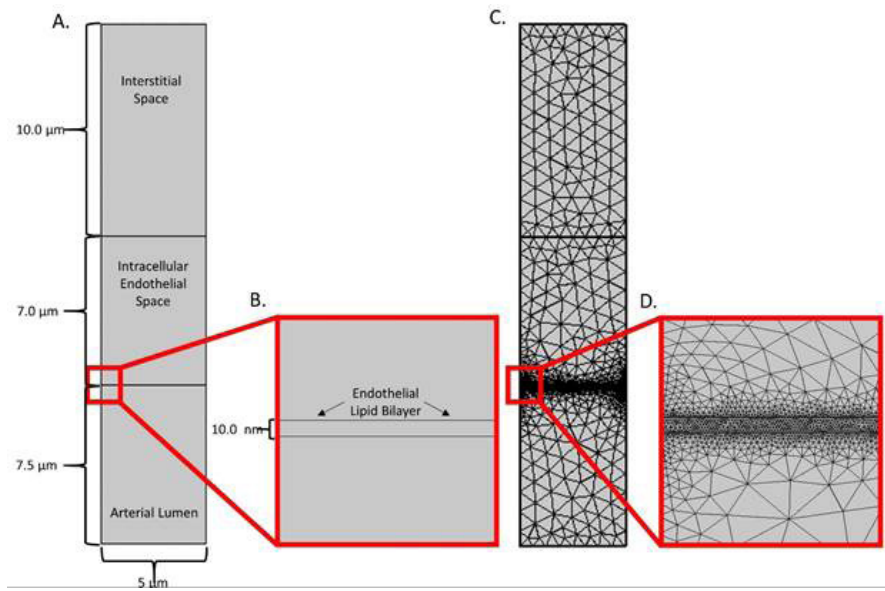 A.
Interstitial
Space
10.0 µm
Intracellular
Endothelial
Space
7.0 µm
7.5 µm
Arterial Lumen
5 µm
B.
Endothelial
Lipid Bilayer
10.0 nm
C.
D.